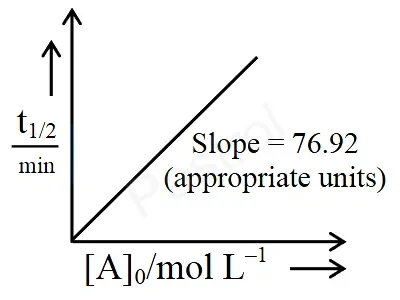 t1/2
min
Slope = 76.92
(appropriate units)
[A]0/mol L–1